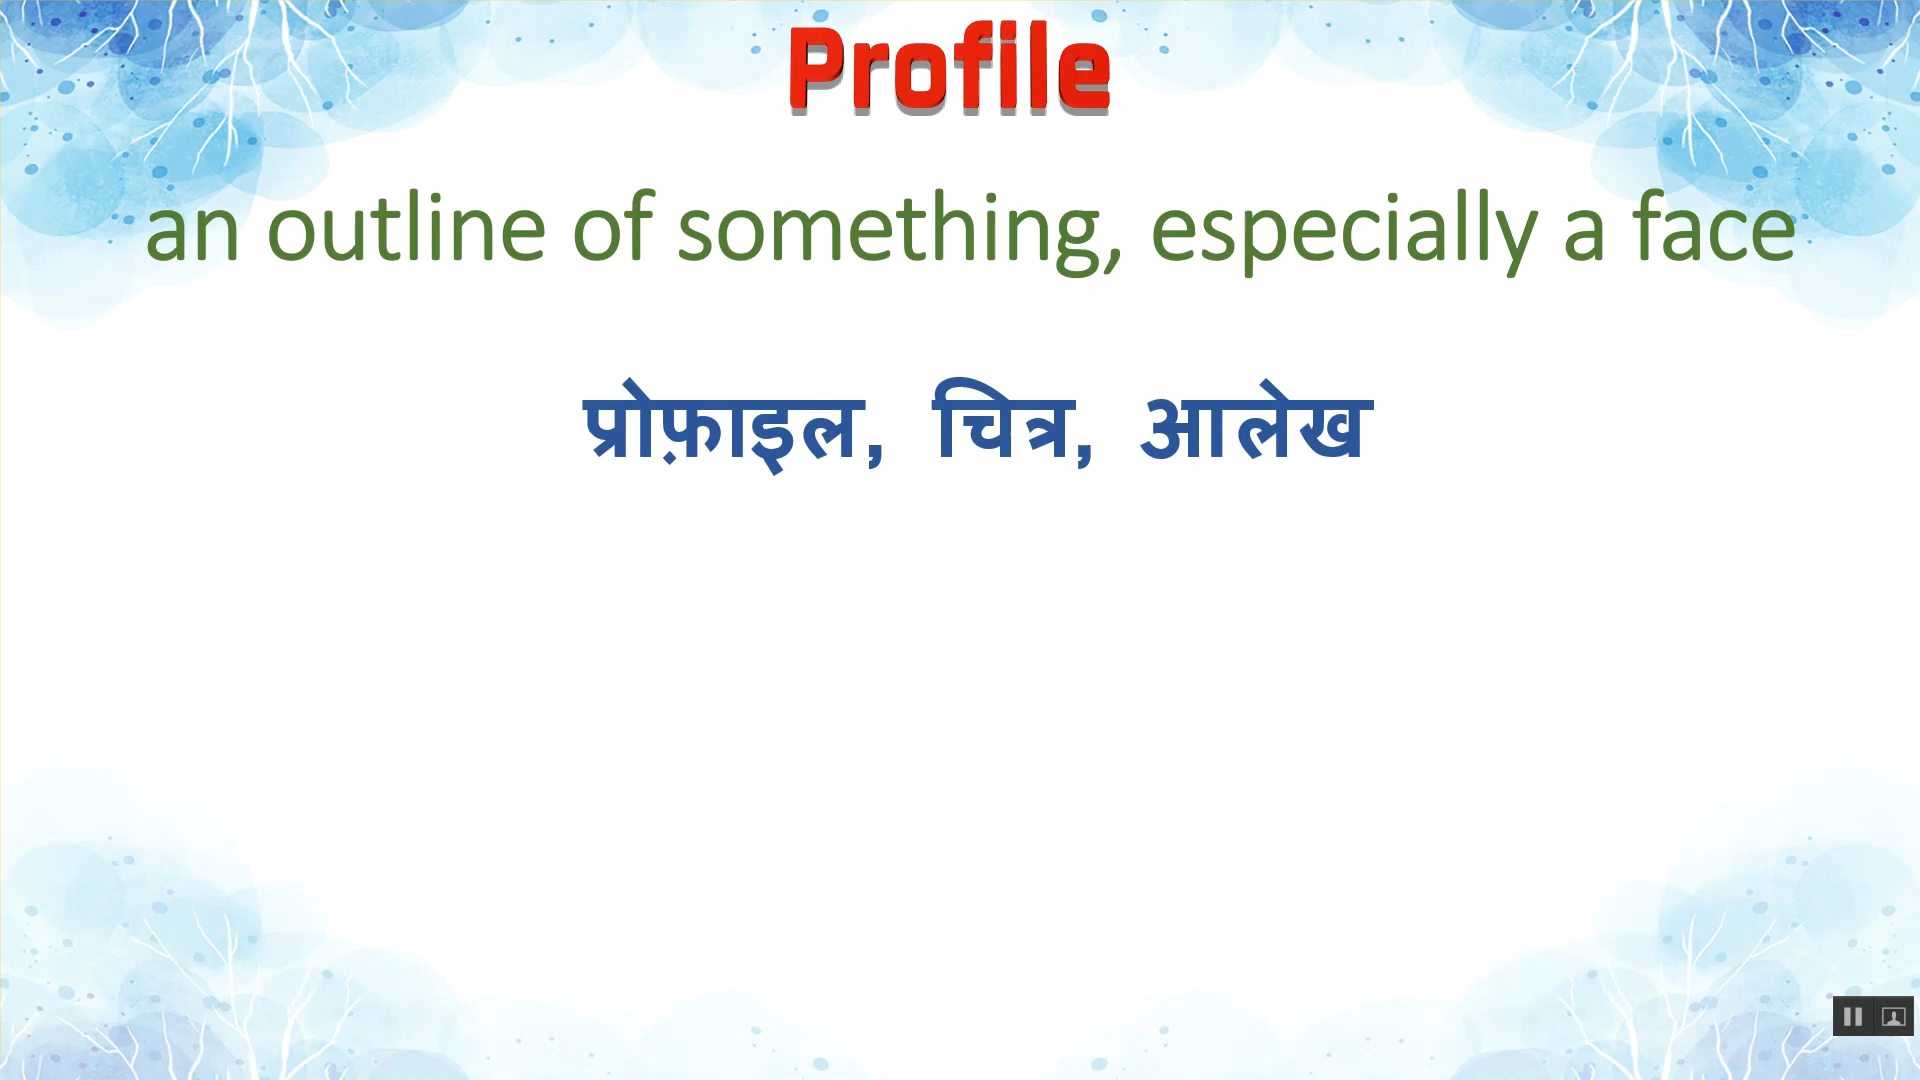 Profile
an outline of something, especially a face
प्रोफ़ाइल, चित्र, आलेख